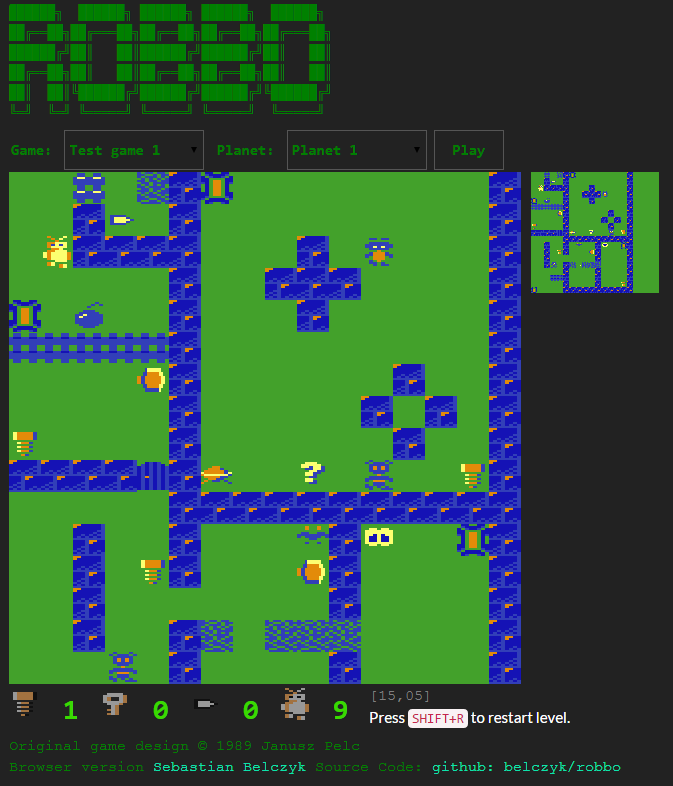 ROBBO
Game: Test game 1 Planet: Planet 1 Play
?
1 0 0 9
[15,05]
Press SHIFT+R to restart level.
Original game design © 1989 Janusz Pelc
Browser version Sebastian Belczyk Source Code: github: belczyk/robbo